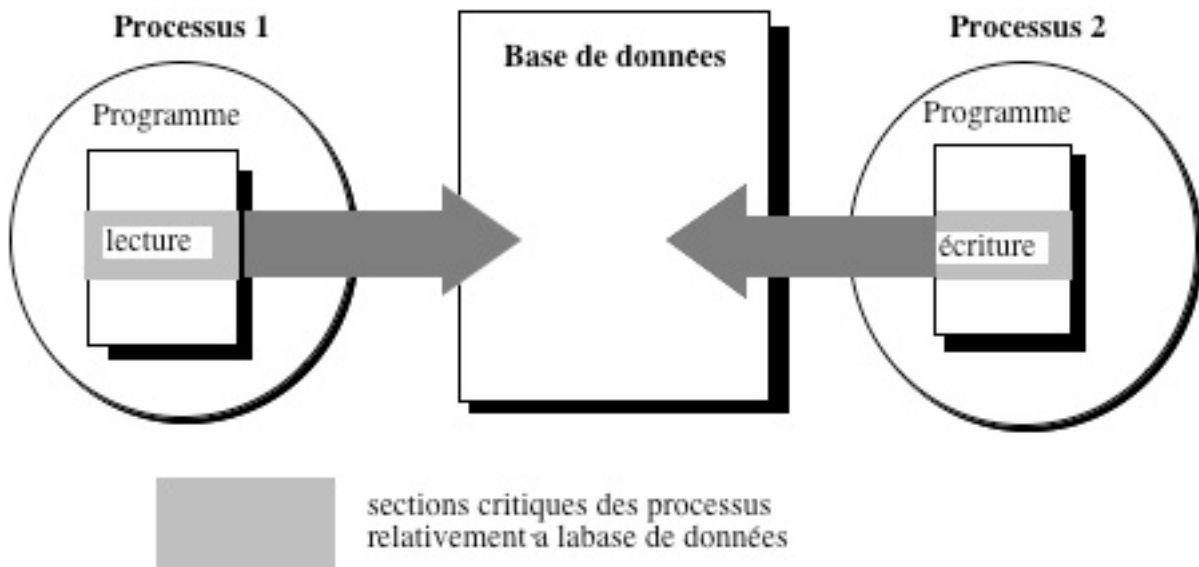 Processus 1
Base de données
Processus 2
Programme
Programme
lecture
écriture
sections critiques des processus
relativement a labase de données